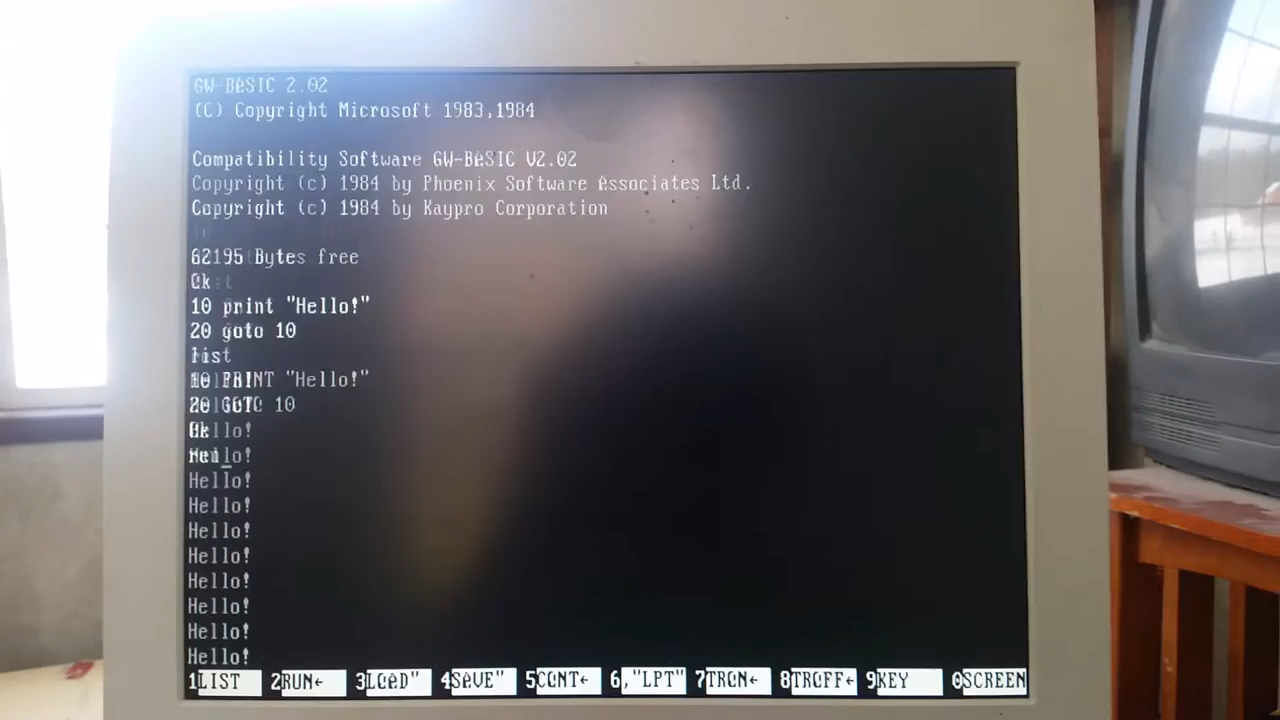 GW-BASIC 2.02
(C) Copyright Microsoft 1983,1984
Compatibility Software GW-BASIC V2.02
Copyright (c) 1984 by Phoenix Software Associates Ltd.
Copyright (c) 1984 by Kaypro Corporation
62195 Bytes free
Ok
10 print "Hello!"
20 goto 10
list
10 PRINT "Hello!"
20 GOTO 10
Ok
run
Hello!
Hello!
Hello!
Hello!
Hello!
Hello!
Hello!
Hello!
1LIST 2RUN← 3LOAD" 4SAVE" 5CONT← 6,"LPT" 7TRON← 8TROFF← 9KEY 0SCREEN